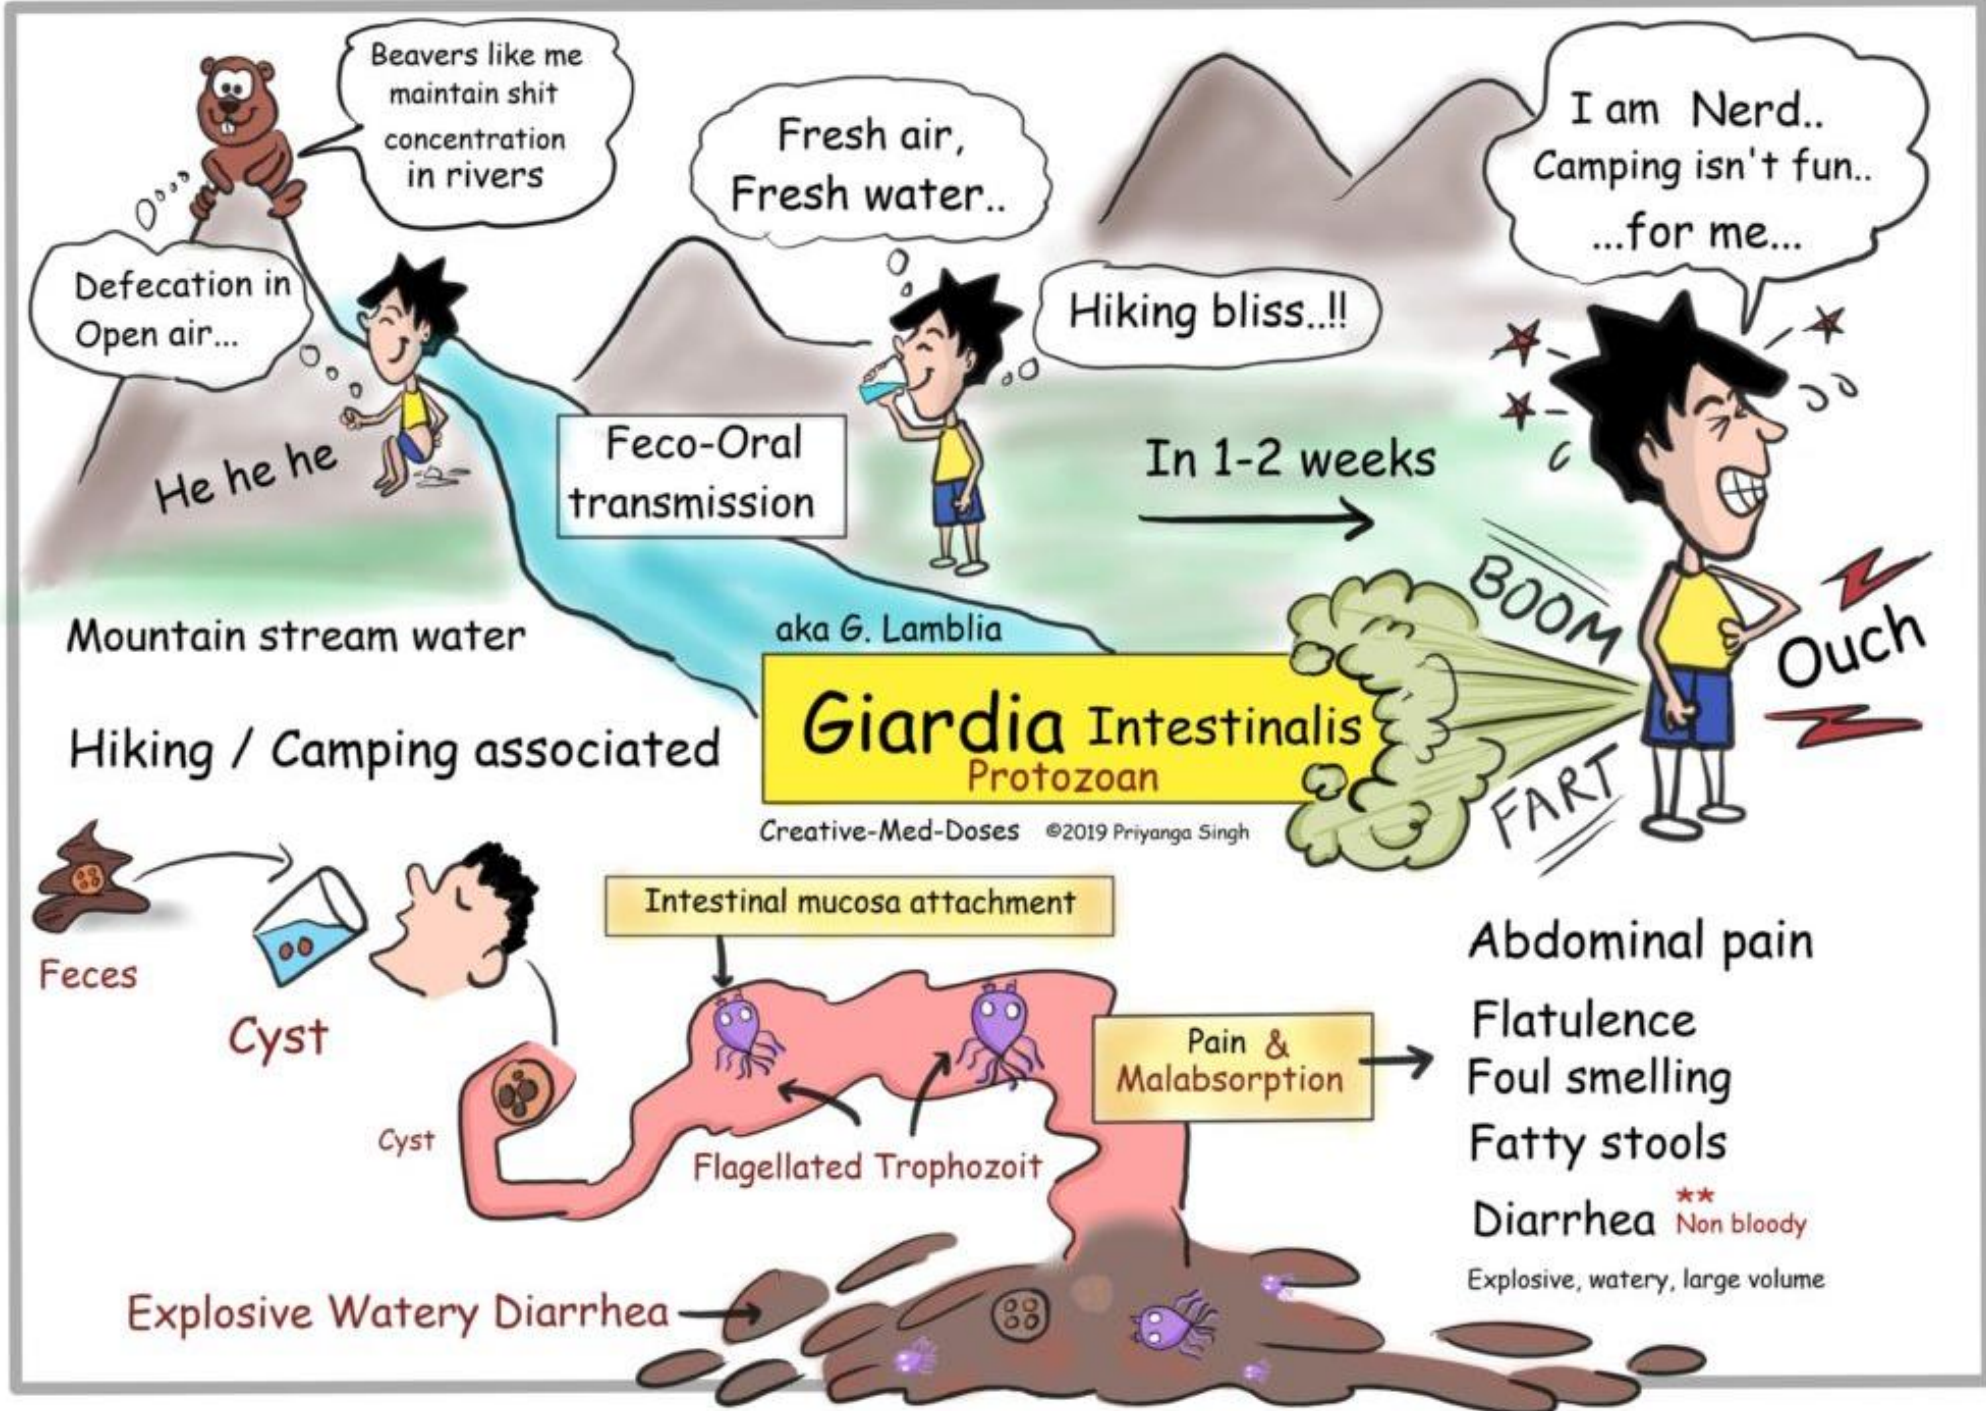 Beavers like me
maintain shit
concentration
in rivers
Defecation in
Open air...
He he he
Fresh air,
Fresh water..
Hiking bliss..!!
I am Nerd..
Camping isn't fun..
...for me...
Feco-Oral
transmission
In 1-2 weeks
BOOM
Ouch
FART
Mountain stream water
Hiking / Camping associated
aka G. Lamblia
Giardia Intestinalis
Protozoan
Creative-Med-Doses ©2019 Priyanga Singh
Feces
Cyst
Cyst
Intestinal mucosa attachment
Flagellated Trophozoit
Pain &
Malabsorption
Abdominal pain
Flatulence
Foul smelling
Fatty stools
Diarrhea ** Non bloody
Explosive, watery, large volume
Explosive Watery Diarrhea